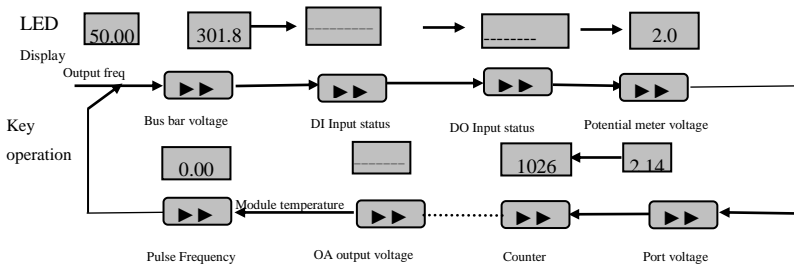 LED
Display
50.00
301.8
----------
--------
2.0
Output freq
►► ►► ►► ►►
Bus bar voltage
DI Input status
DO Input status
Potential meter voltage
Key
operation
0.00
-------
1026
2.14
Module temperature
►► ►► ►► ►►
Pulse Frequency
OA output voltage
Counter
Port voltage